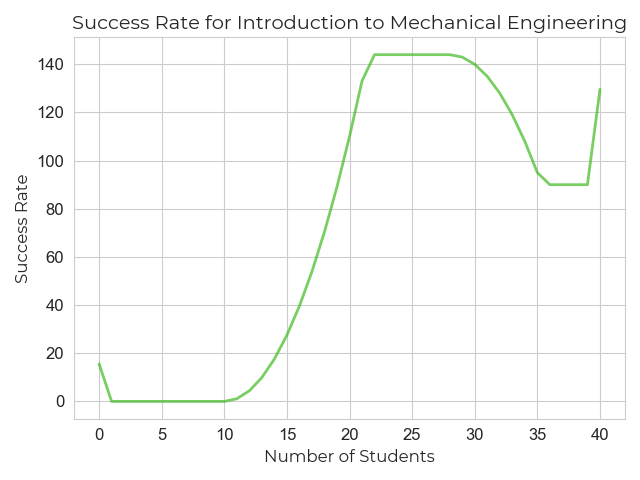 Success Rate for Introduction to Mechanical Engineering
140
120
100
80
60
40
20
0
Success Rate
0 5 10 15 20 25 30 35 40
Number of Students